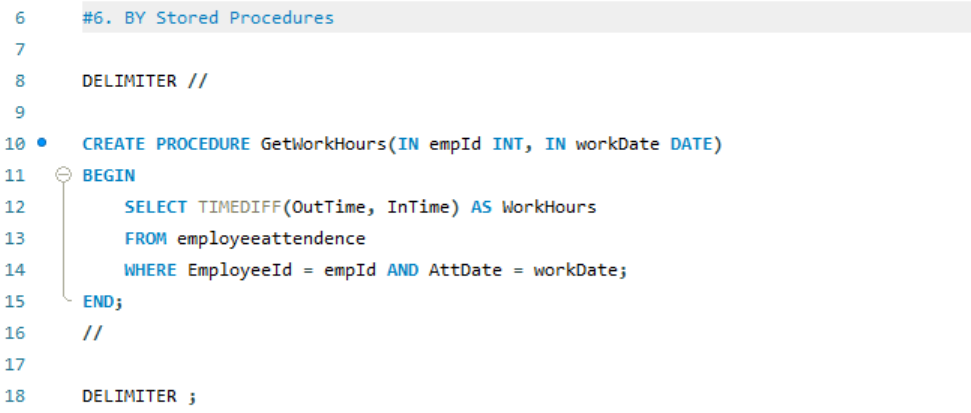 6 #6. BY Stored Procedures
7
8 DELIMITER //
9
10 CREATE PROCEDURE GetWorkHours(IN empId INT, IN workDate DATE)
11 BEGIN
12 SELECT TIMEDIFF(OutTime, InTime) AS WorkHours
13 FROM employeeattendence
14 WHERE EmployeeId = empId AND AttDate = workDate;
15 END;
16 //
17
18 DELIMITER ;